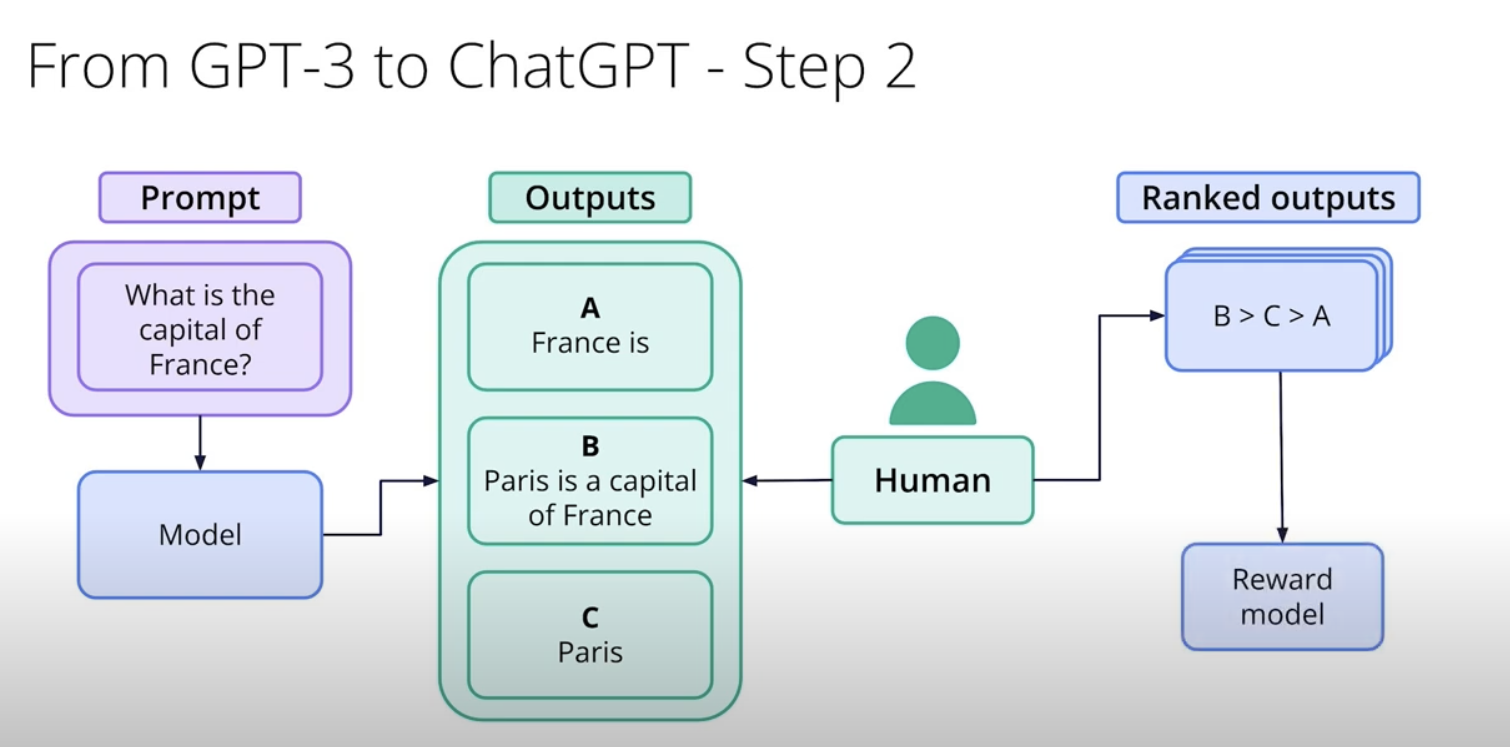 From GPT-3 to ChatGPT - Step 2
Prompt
What is the
capital of
France?
Model
Outputs
A
France is
B
Paris is a capital
of France
C
Paris
Human
Ranked outputs
B > C > A
Reward
model